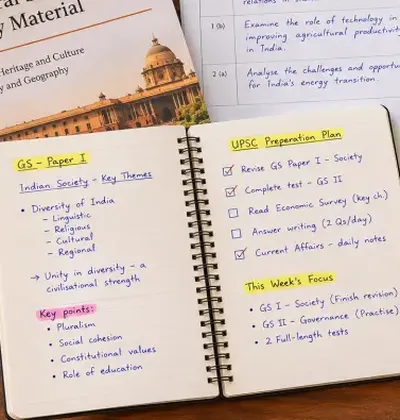 y Material
Heritage and Culture
y and Geography
1 (b) Examine the role of technology in
improving agricultural productivit
in India.
2 (a) Analyse the challenges and opportu
for India's energy transition.
GS – Paper I
Indian Society – Key Themes
• Diversity of India
– Linguistic
– Religious
– Cultural
– Regional
→ Unity in diversity – a
civilisational strength
Key points:
• Pluralism
• Social cohesion
• Constitutional values
• Role of education
UPSC Preparation Plan
☑ Revise GS Paper I – Society
☑ Complete test – GS II
☐ Read Economic Survey (key ch.)
☐ Answer writing (2 Qs/day)
☑ Current Affairs – daily notes
This Week's Focus
• GS I – Society (Finish revision)
• GS II – Governance (Practise)
• 2 Full-length tests